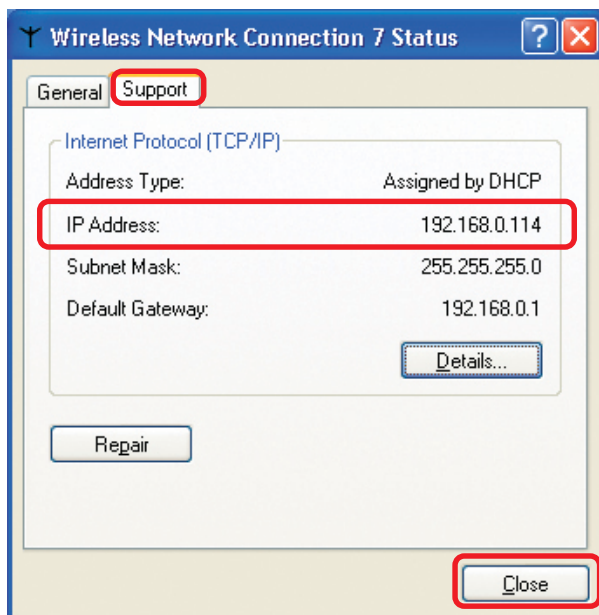 Wireless Network Connection 7 Status
General Support
Internet Protocol (TCP/IP)
Address Type: Assigned by DHCP
IP Address: 192.168.0.114
Subnet Mask: 255.255.255.0
Default Gateway: 192.168.0.1
Details...
Repair
Close